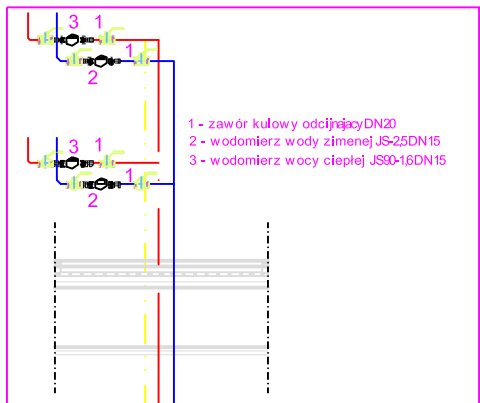 3 1
1
2
3 1
1
2
1 - zawór kulowy odcijnający DN20
2 - wodomierz wody zimenej JS-2,5DN15
3 - wodomierz wocy ciepłej JS90-1,6DN15